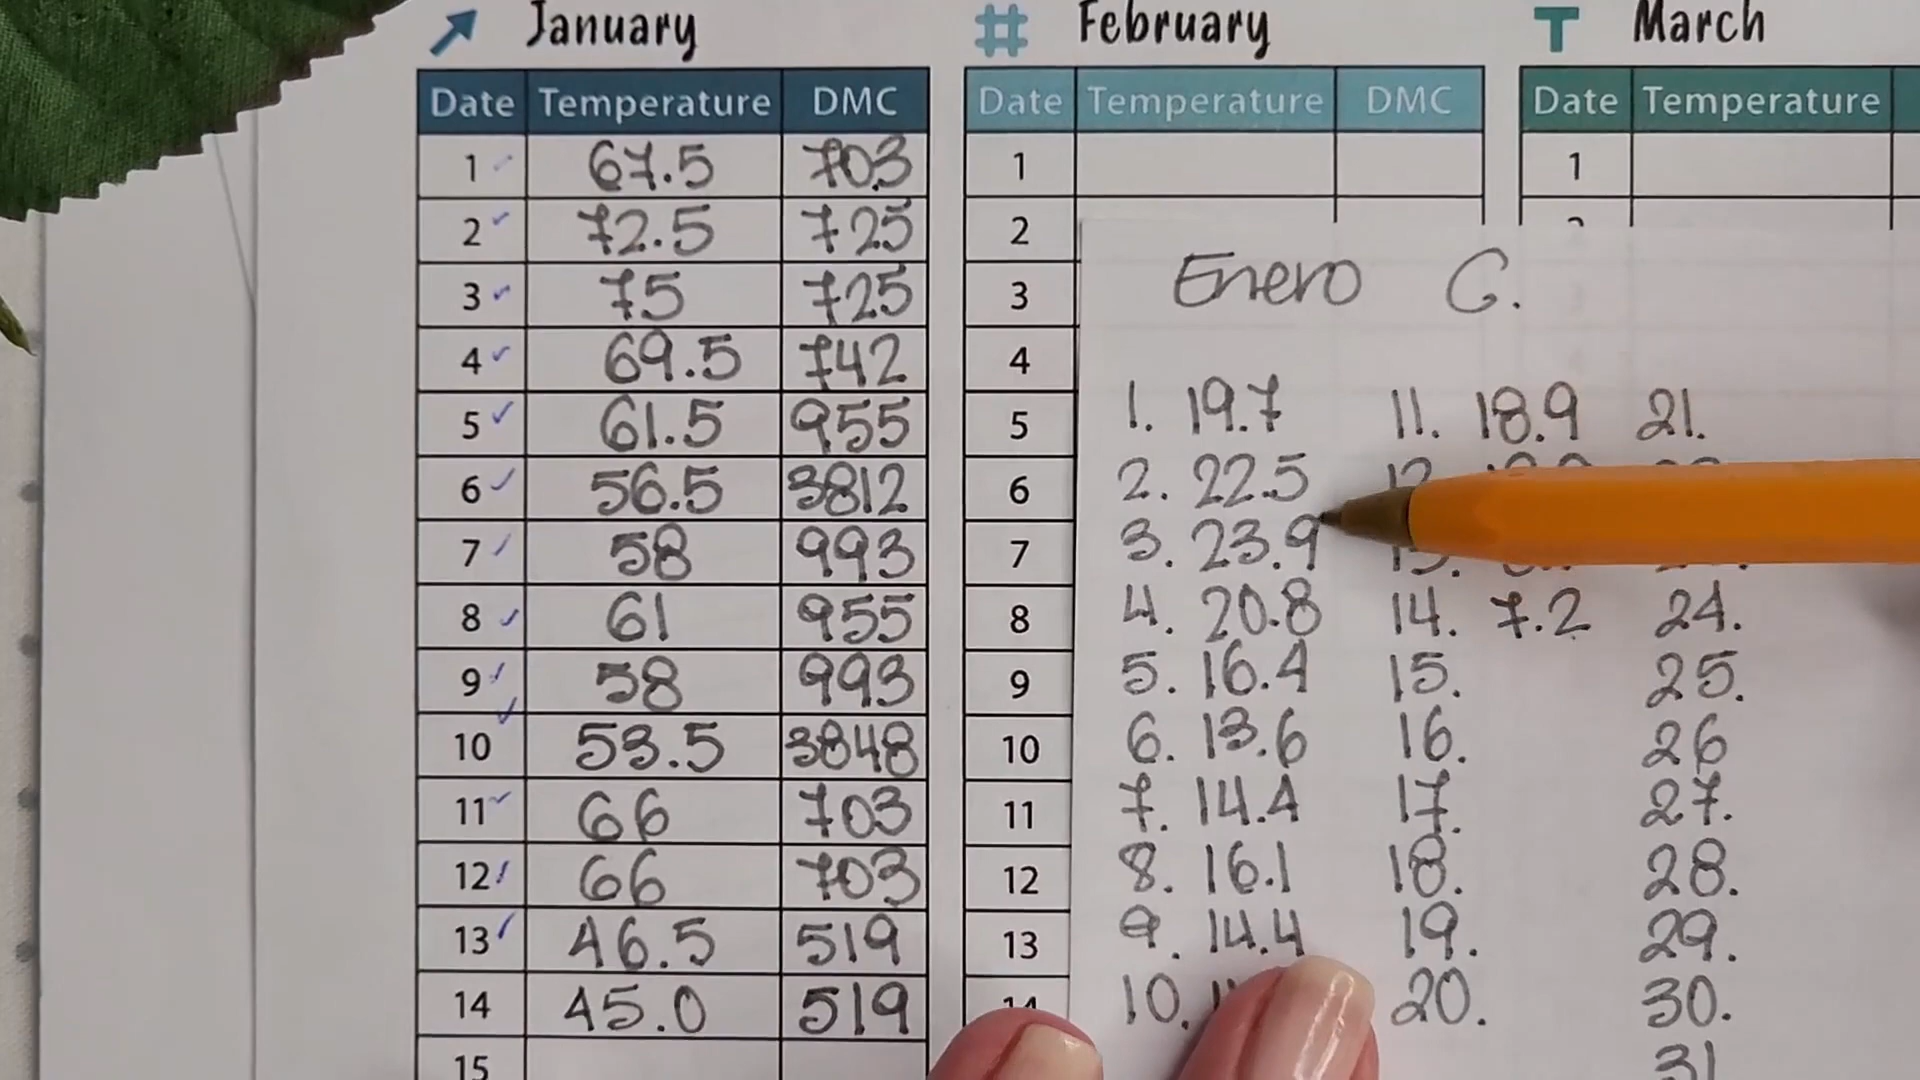 January
Date Temperature DMC
1 67.5 703
2 72.5 725
3 75 725
4 69.5 742
5 61.5 955
6 56.5 3812
7 58 993
8 61 955
9 58 993
10 53.5 3848
11 66 703
12 66 703
13 46.5 519
14 45.0 519
15
# February
Date Temperature DMC
1
2
3
4
5
6
7
8
9
10
11
12
13
14
T March
Date Temperature
1
Enero C.
1. 19.7
2. 22.5
3. 23.9
4. 20.8
5. 16.4
6. 13.6
7. 14.4
8. 16.1
9. 14.4
10.
11. 18.9
14. 7.2
15.
16.
17.
18.
19.
20.
21.
24.
25.
26
27.
28.
29.
30.
31